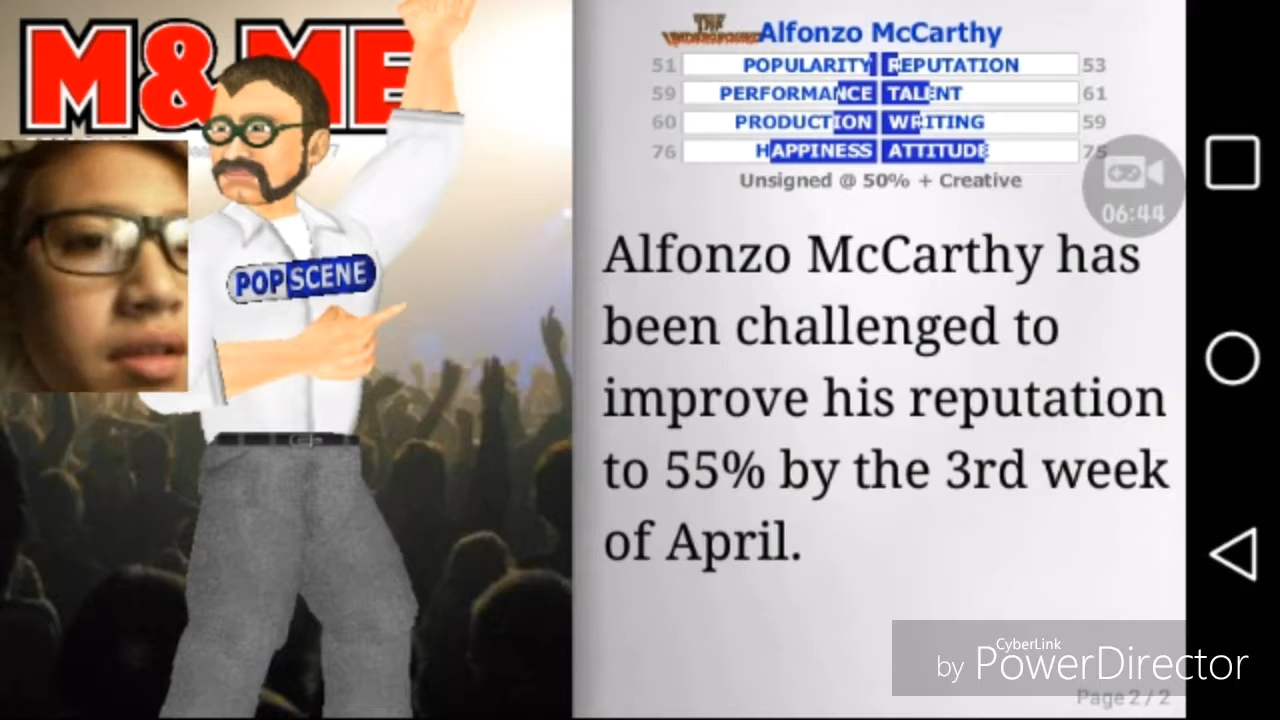 M&ME
POPSCENE
THE
UNDERGROUND
Alfonzo McCarthy
51 POPULARITY REPUTATION 53
59 PERFORMANCE TALENT 61
60 PRODUCTION WRITING 59
76 HAPPINESS ATTITUDE 75
Unsigned @ 50% + Creative
06:44
Alfonzo McCarthy has
been challenged to
improve his reputation
to 55% by the 3rd week
of April.
CyberLink
by PowerDirector
Page 2 / 2